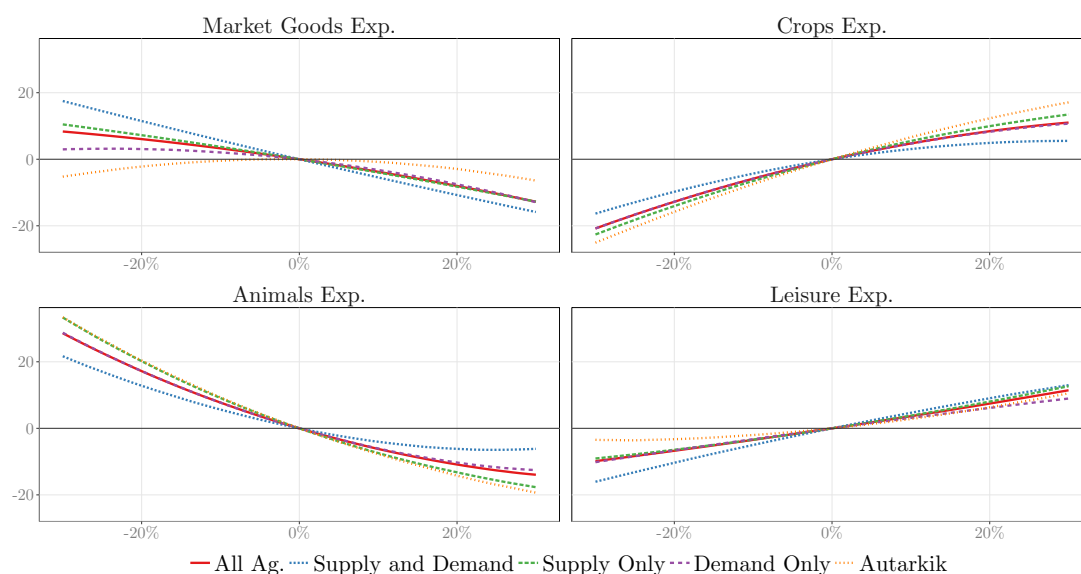 Market Goods Exp. Crops Exp.
20
0
-20
-20% 0% 20% -20% 0% 20%
Animals Exp. Leisure Exp.
20
0
-20
-20% 0% 20% -20% 0% 20%
All Ag. Supply and Demand Supply Only Demand Only Autarkik